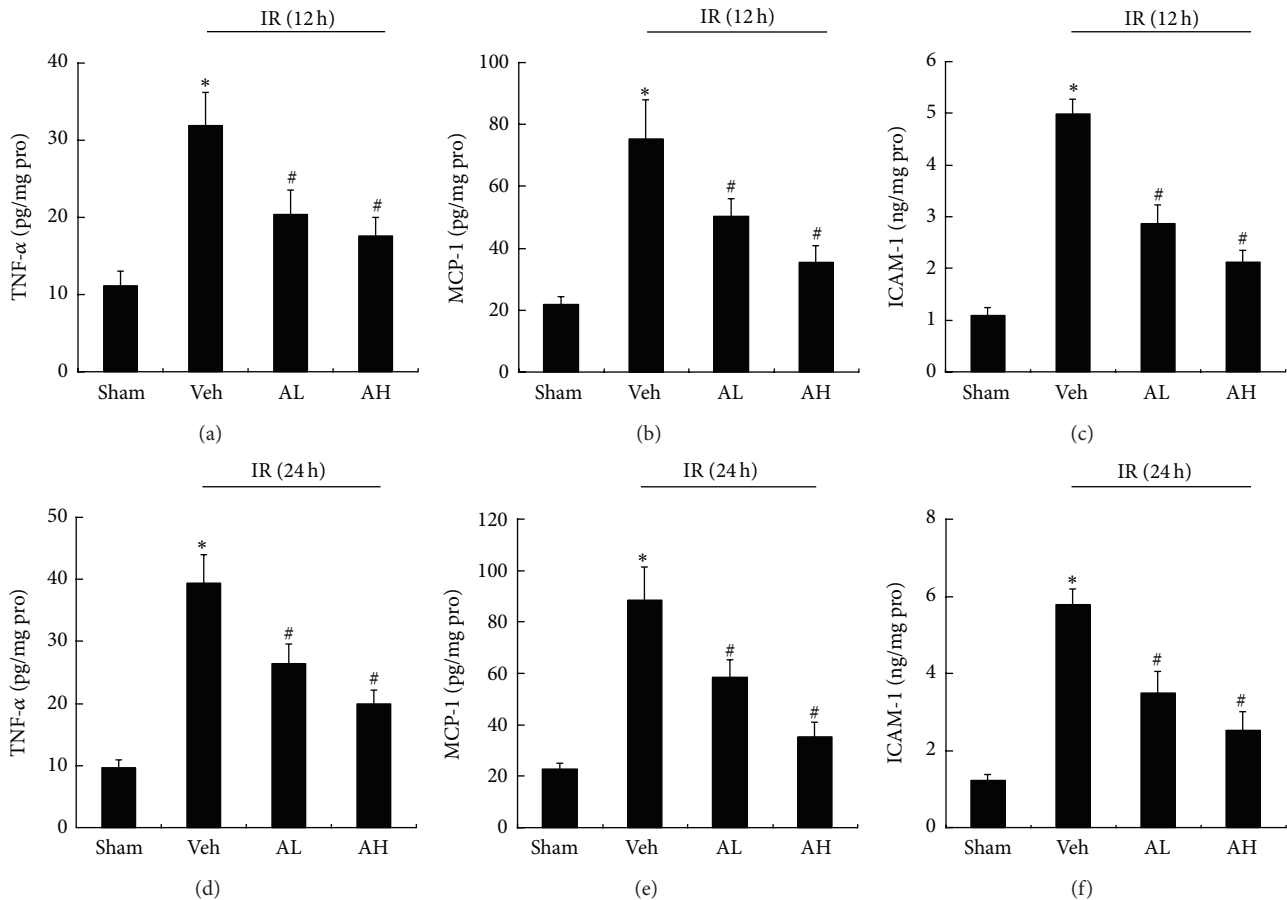 IR (12 h)
40
30
20
10
0
TNF-α (pg/mg pro)
*
#
#
Sham Veh AL AH
(a)
IR (12 h)
100
80
60
40
20
0
MCP-1 (pg/mg pro)
*
#
#
Sham Veh AL AH
(b)
IR (12 h)
6
5
4
3
2
1
0
ICAM-1 (ng/mg pro)
*
#
#
Sham Veh AL AH
(c)
IR (24 h)
50
40
30
20
10
0
TNF-α (pg/mg pro)
*
#
#
Sham Veh AL AH
(d)
IR (24 h)
120
100
80
60
40
20
0
MCP-1 (pg/mg pro)
*
#
#
Sham Veh AL AH
(e)
IR (24 h)
8
6
4
2
0
ICAM-1 (ng/mg pro)
*
#
#
Sham Veh AL AH
(f)